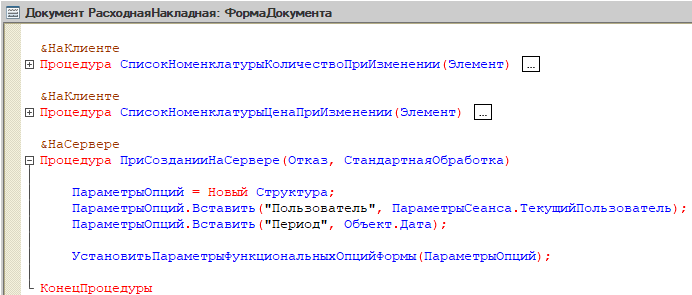 Документ РасходнаяНакладная: ФормаДокумента
&НаКлиенте
Процедура СписокНоменклатурыКоличествоПриИзменении(Элемент) ...
&НаКлиенте
Процедура СписокНоменклатурыЦенаПриИзменении(Элемент) ...
&НаСервере
Процедура ПриСозданииНаСервере(Отказ, СтандартнаяОбработка)
ПараметрыОпций = Новый Структура;
ПараметрыОпций.Вставить("Пользователь", ПараметрыСеанса.ТекущийПользователь);
ПараметрыОпций.Вставить("Период", Объект.Дата);
УстановитьПараметрыФункциональныхОпцийФормы(ПараметрыОпций);
КонецПроцедуры